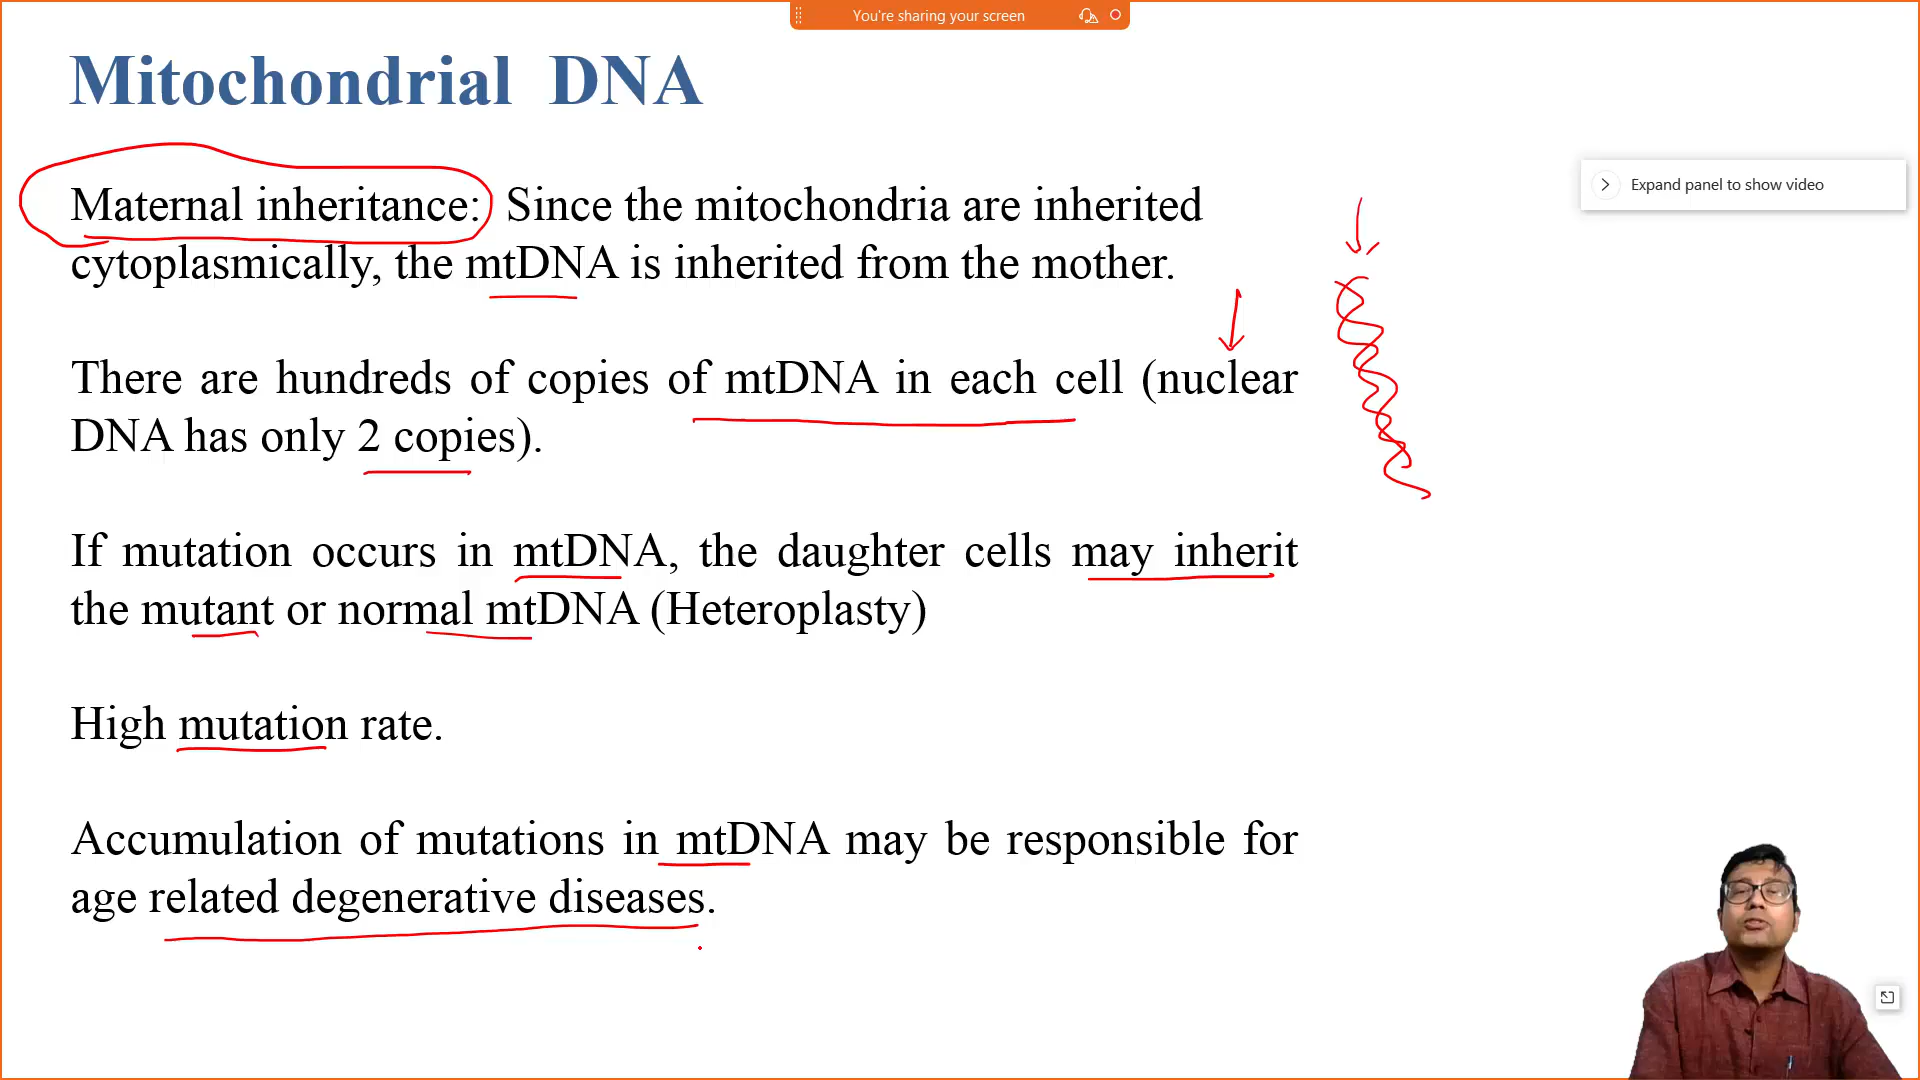 You're sharing your screen
Mitochondrial DNA
Expand panel to show video
Maternal inheritance: Since the mitochondria are inherited
cytoplasmically, the mtDNA is inherited from the mother.
There are hundreds of copies of mtDNA in each cell (nuclear
DNA has only 2 copies).
If mutation occurs in mtDNA, the daughter cells may inherit
the mutant or normal mtDNA (Heteroplasty)
High mutation rate.
Accumulation of mutations in mtDNA may be responsible for
age related degenerative diseases.